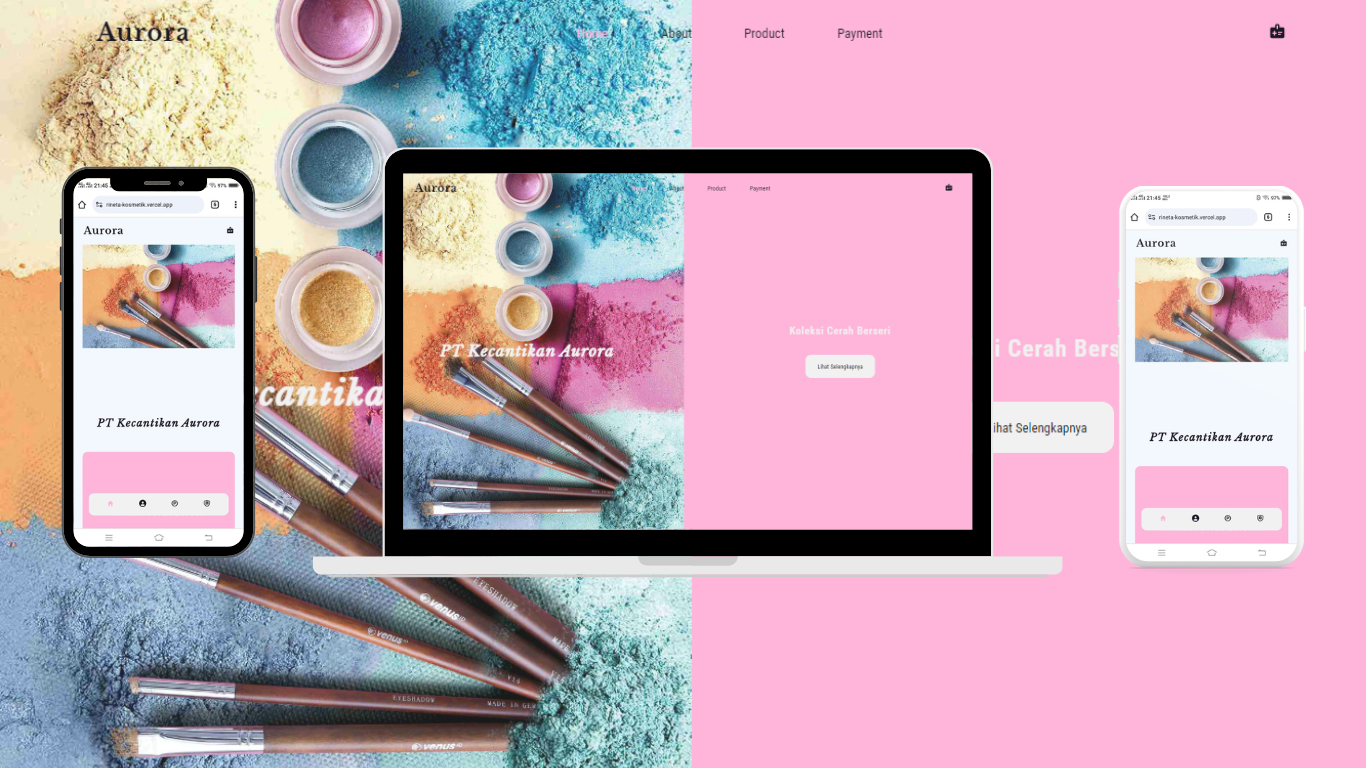 Aurora
Home
About
Product
Payment
Aurora
Home
About
Product
Payment
PT Kecantikan Aurora
Koleksi Cerah Berseri
Lihat Selengkapnya
21:45
97%
rineta-kosmetik.vercel.app
Aurora
PT Kecantikan Aurora
21:45
97%
rineta-kosmetik.vercel.app
Aurora
PT Kecantikan Aurora
ecantika
i Cerah Bers
ihat Selengkapnya
EYESHADOW
venus
venus
EYESHADOW
MADE IN GER
venus